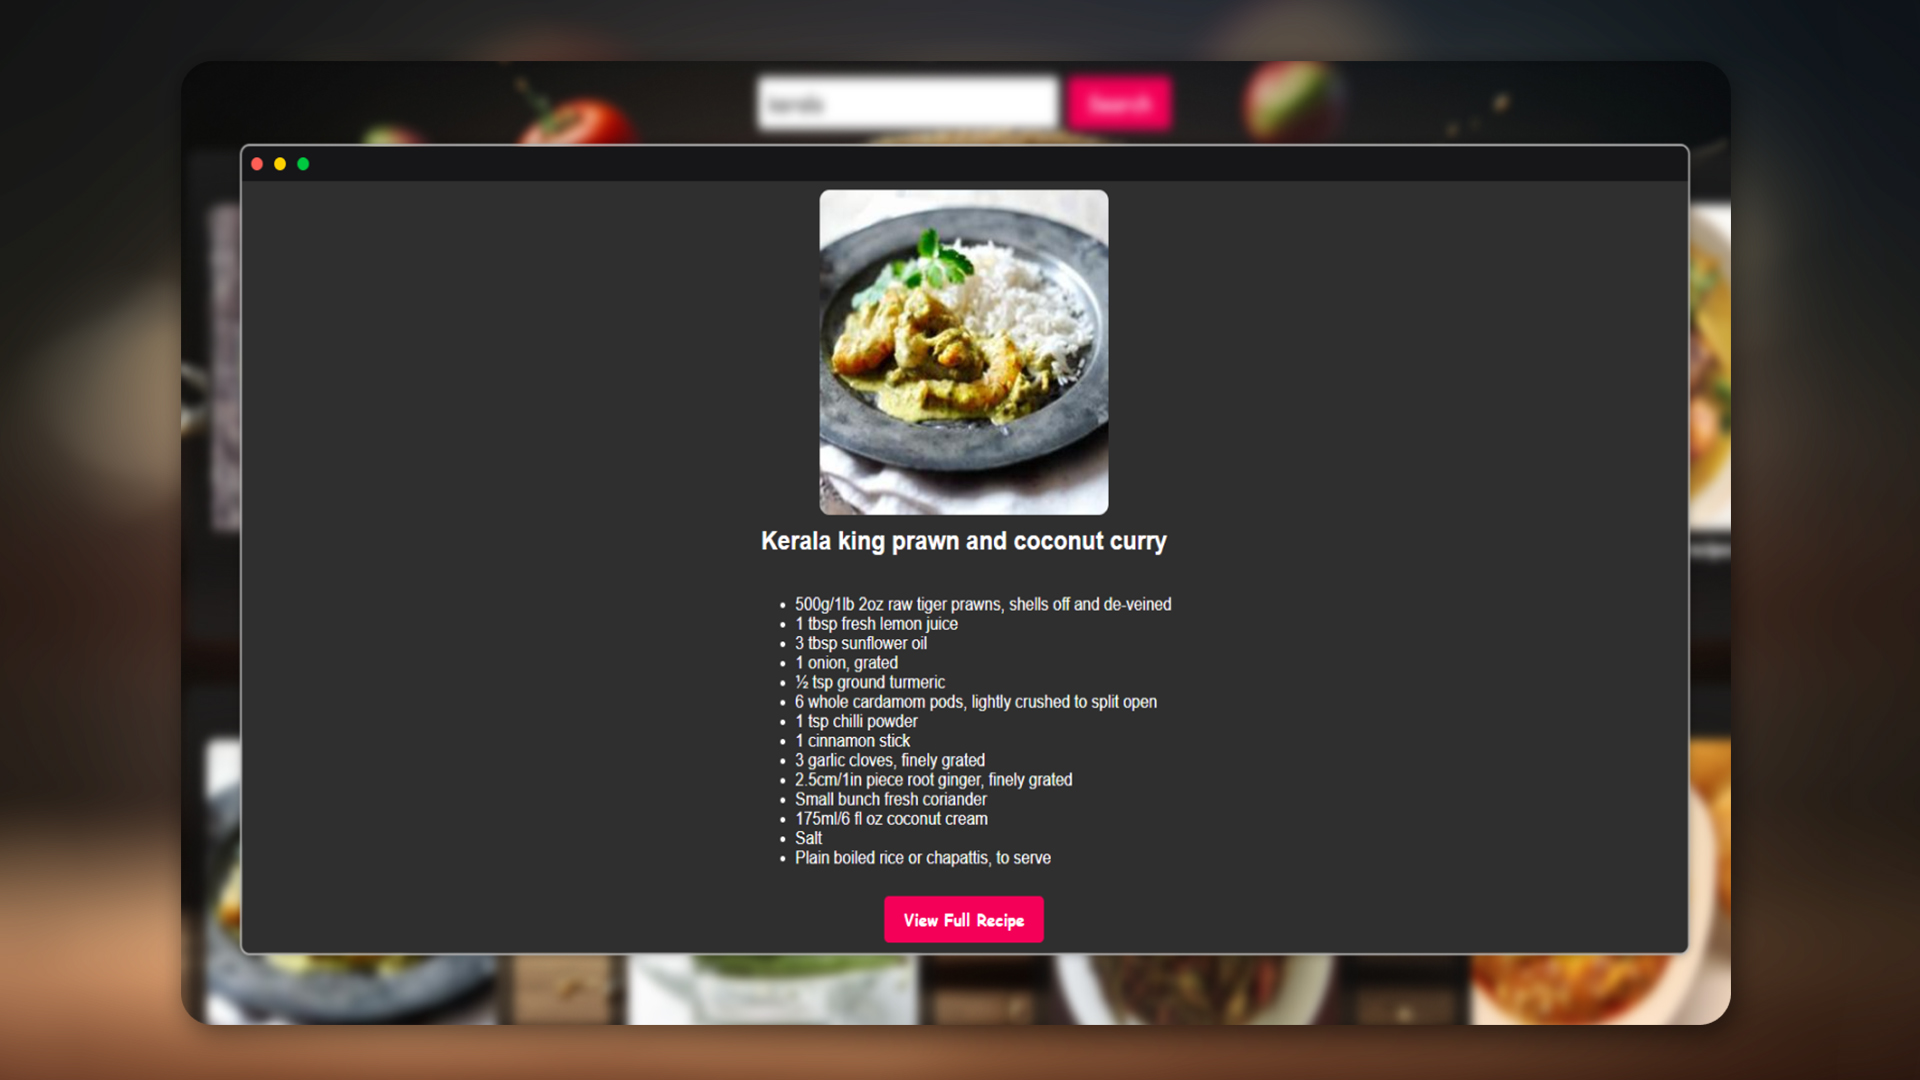 kerala
Search
Kerala king prawn and coconut curry
• 500g/1lb 2oz raw tiger prawns, shells off and de-veined
• 1 tbsp fresh lemon juice
• 3 tbsp sunflower oil
• 1 onion, grated
• ½ tsp ground turmeric
• 6 whole cardamom pods, lightly crushed to split open
• 1 tsp chilli powder
• 1 cinnamon stick
• 3 garlic cloves, finely grated
• 2.5cm/1in piece root ginger, finely grated
• Small bunch fresh coriander
• 175ml/6 fl oz coconut cream
• Salt
• Plain boiled rice or chapattis, to serve
View Full Recipe